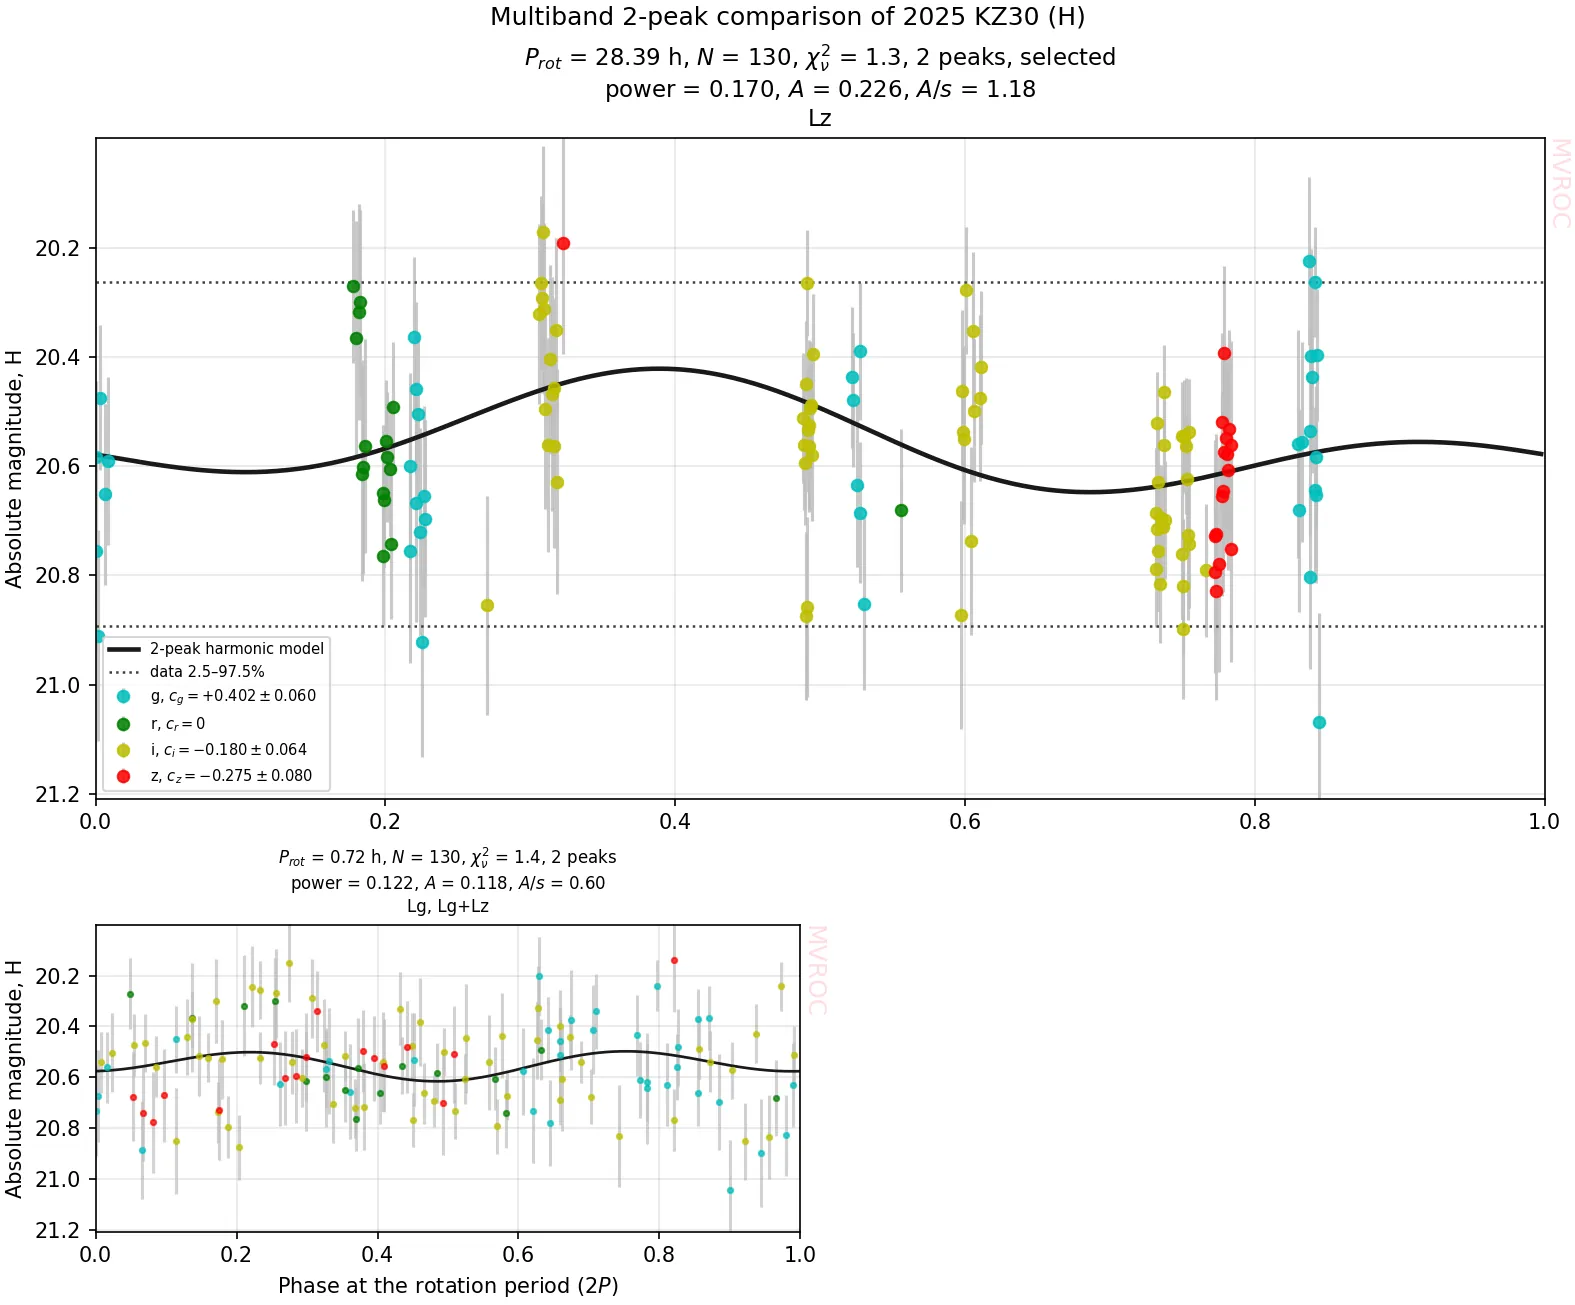 Multiband 2-peak comparison of 2025 KZ30 (H)
P_rot = 28.39 h, N = 130, χ²_ν = 1.3, 2 peaks, selected
power = 0.170, A = 0.226, A/s = 1.18
Lz
MVROC
Absolute magnitude, H
20.2
20.4
20.6
20.8
21.0
21.2
2-peak harmonic model
data 2.5–97.5%
g, c_g = +0.402 ± 0.060
r, c_r = 0
i, c_i = −0.180 ± 0.064
z, c_z = −0.275 ± 0.080
0.0 0.2 0.4 0.6 0.8 1.0
P_rot = 0.72 h, N = 130, χ²_ν = 1.4, 2 peaks
power = 0.122, A = 0.118, A/s = 0.60
Lg, Lg+Lz
MVROC
Absolute magnitude, H
20.2
20.4
20.6
20.8
21.0
21.2
0.0 0.2 0.4 0.6 0.8 1.0
Phase at the rotation period (2P)